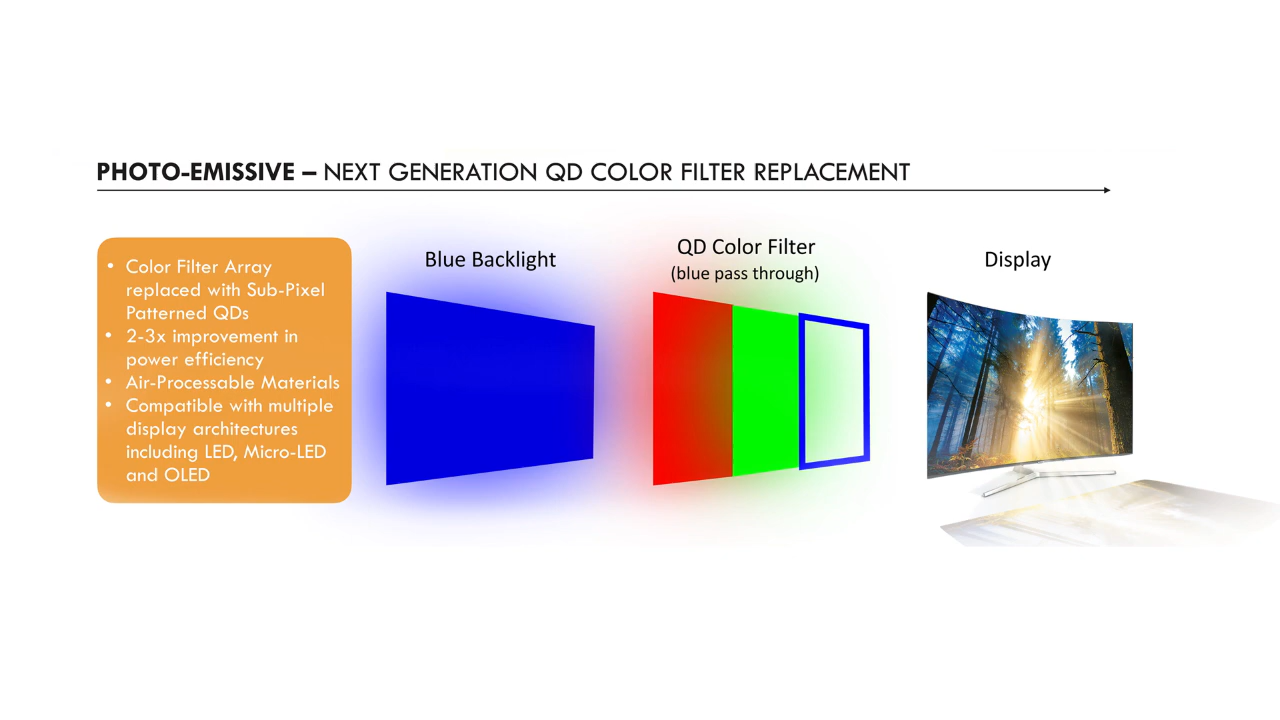 PHOTO-EMISSIVE – NEXT GENERATION QD COLOR FILTER REPLACEMENT
• Color Filter Array
replaced with Sub-Pixel
Patterned QDs
• 2-3x improvement in
power efficiency
• Air-Processable Materials
• Compatible with multiple
display architectures
including LED, Micro-LED
and OLED
Blue Backlight
QD Color Filter
(blue pass through)
Display